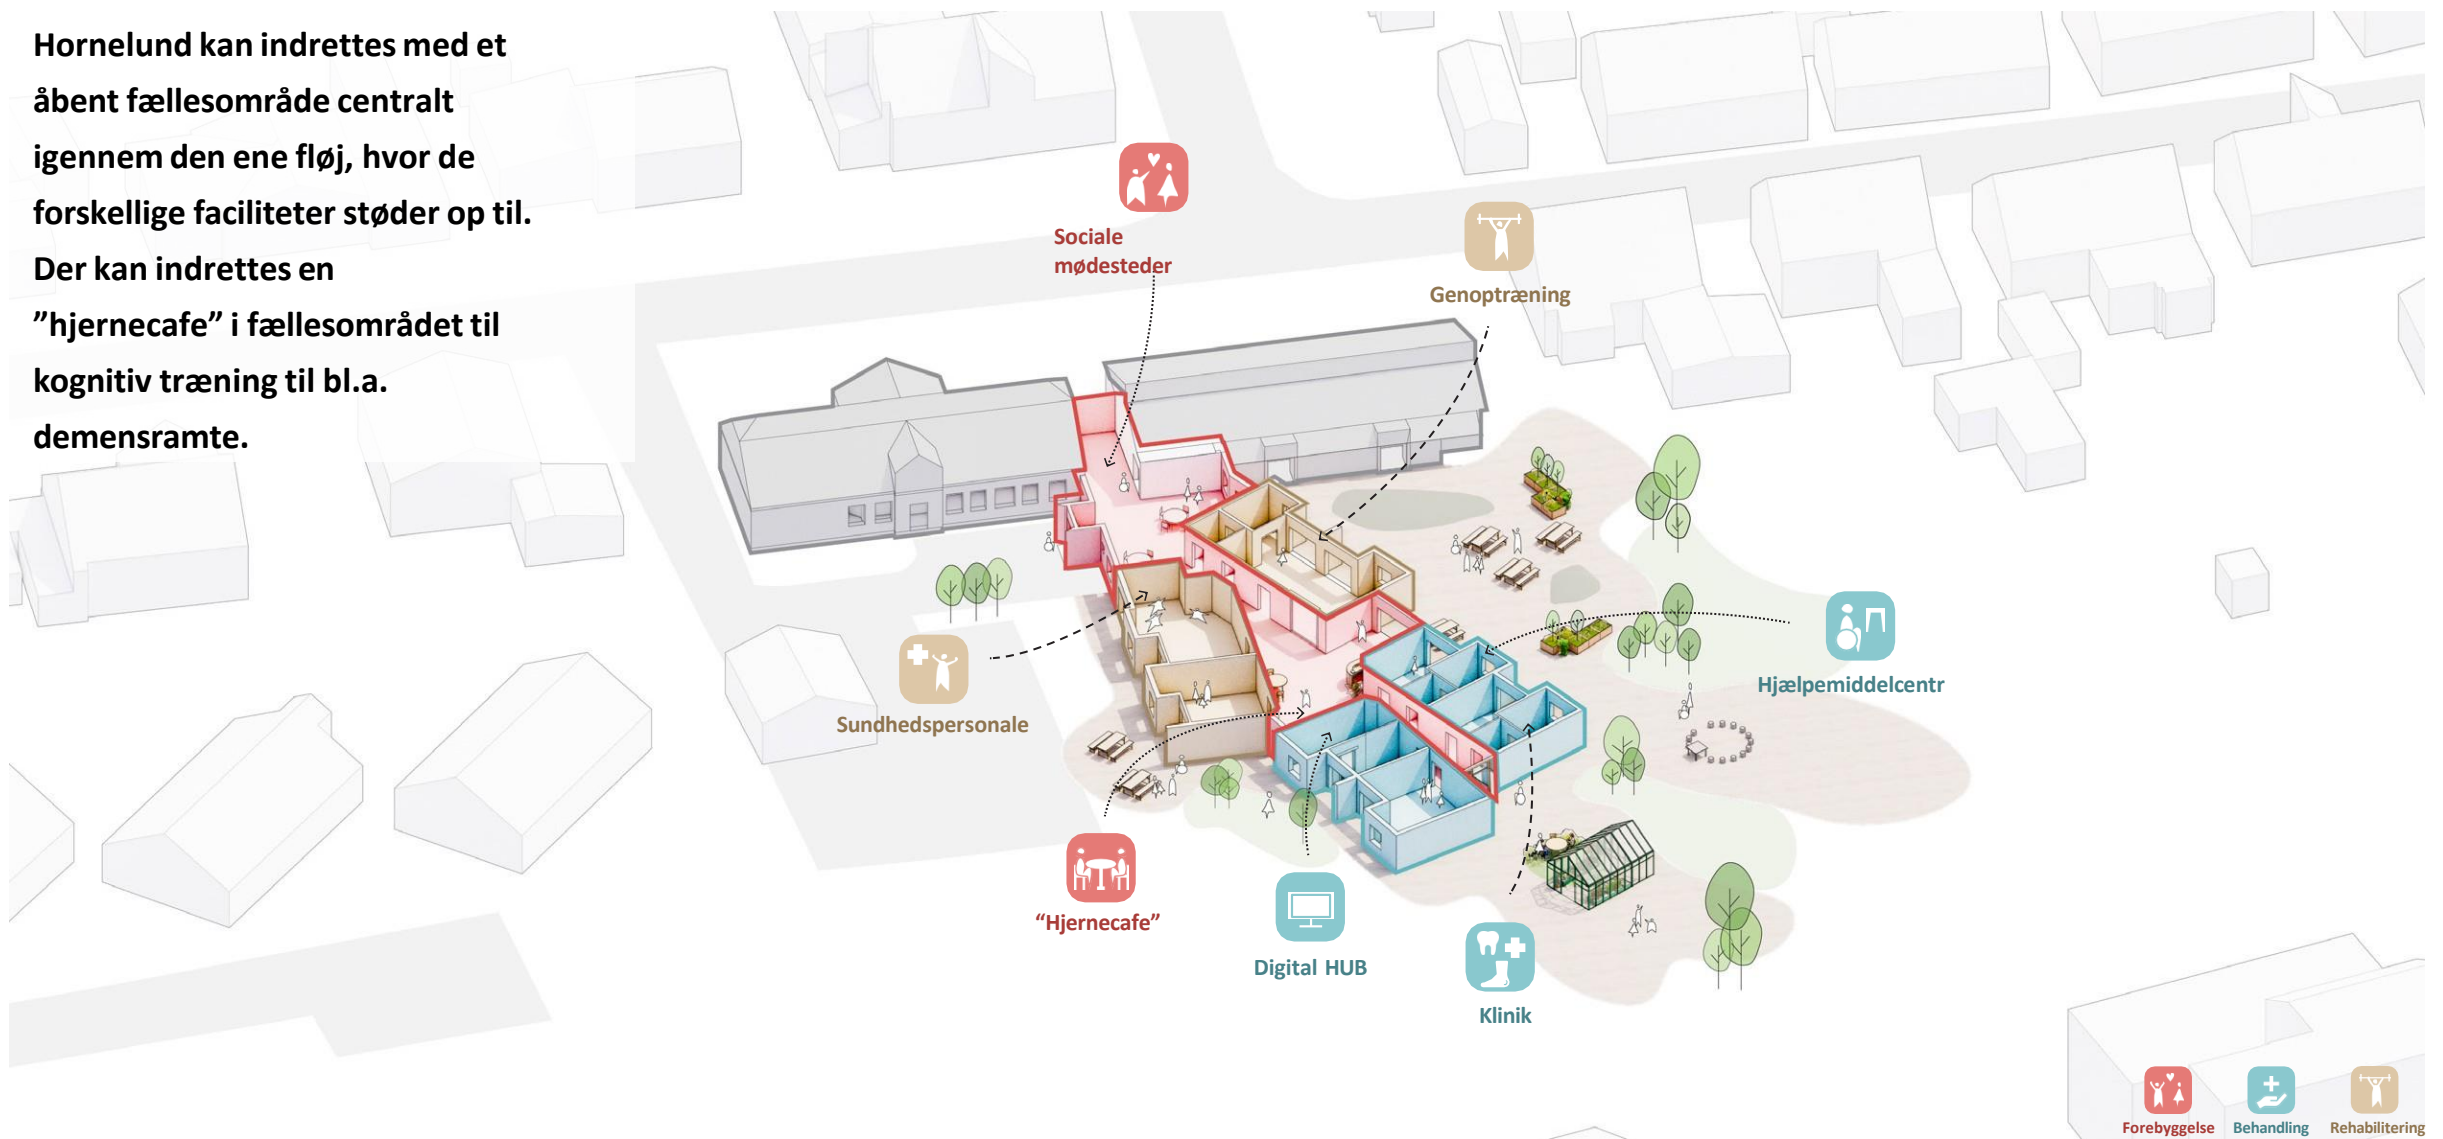 Hornelund kan indrettes med et
åbent fællesområde centralt
igennem den ene fløj, hvor de
forskellige faciliteter støder op til.
Der kan indrettes en
”hjernecafe” i fællesområdet til
kognitiv træning til bl.a.
demensramte.
Sociale
mødesteder
Genoptræning
Hjælpemiddelcentr
Sundhedspersonale
“Hjernecafe”
Digital HUB
Klinik
Forebyggelse
Behandling
Rehabilitering